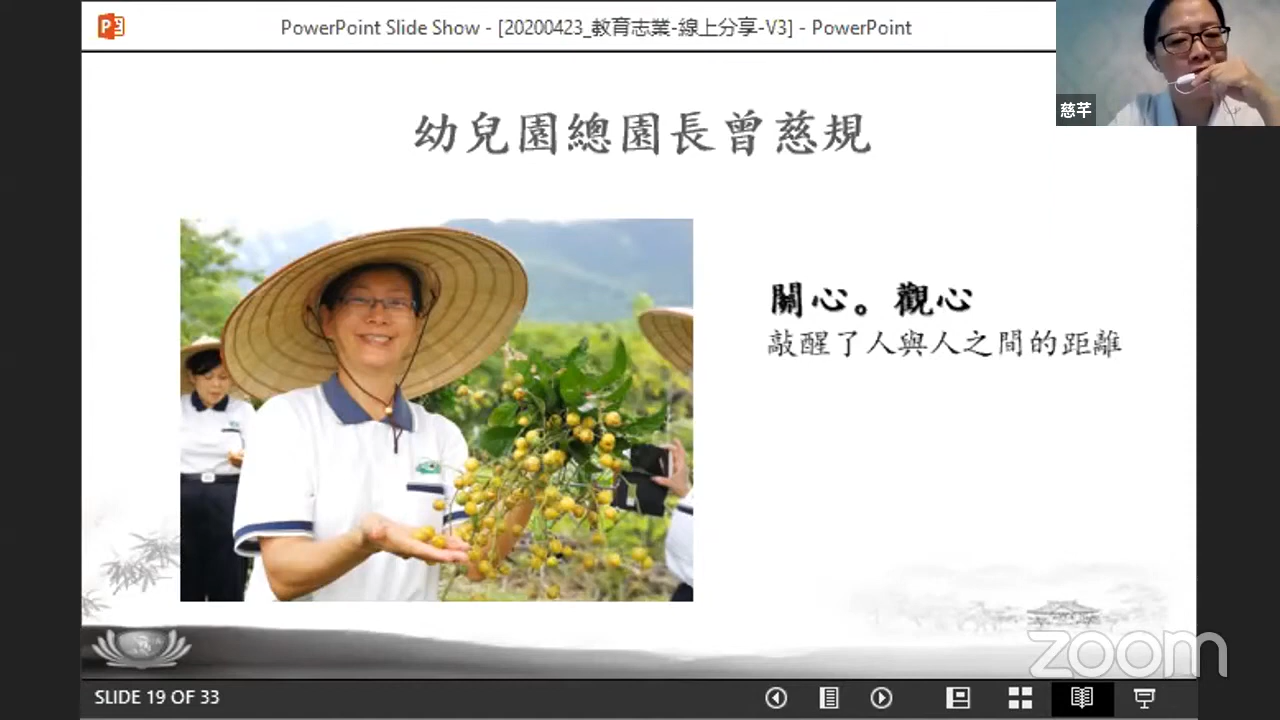 PowerPoint Slide Show - [20200423_教育志業-線上分享-V3] - PowerPoint
慈芊
幼兒園總園長曾慈規
關心。觀心
敲醒了人與人之間的距離
zoom
SLIDE 19 OF 33